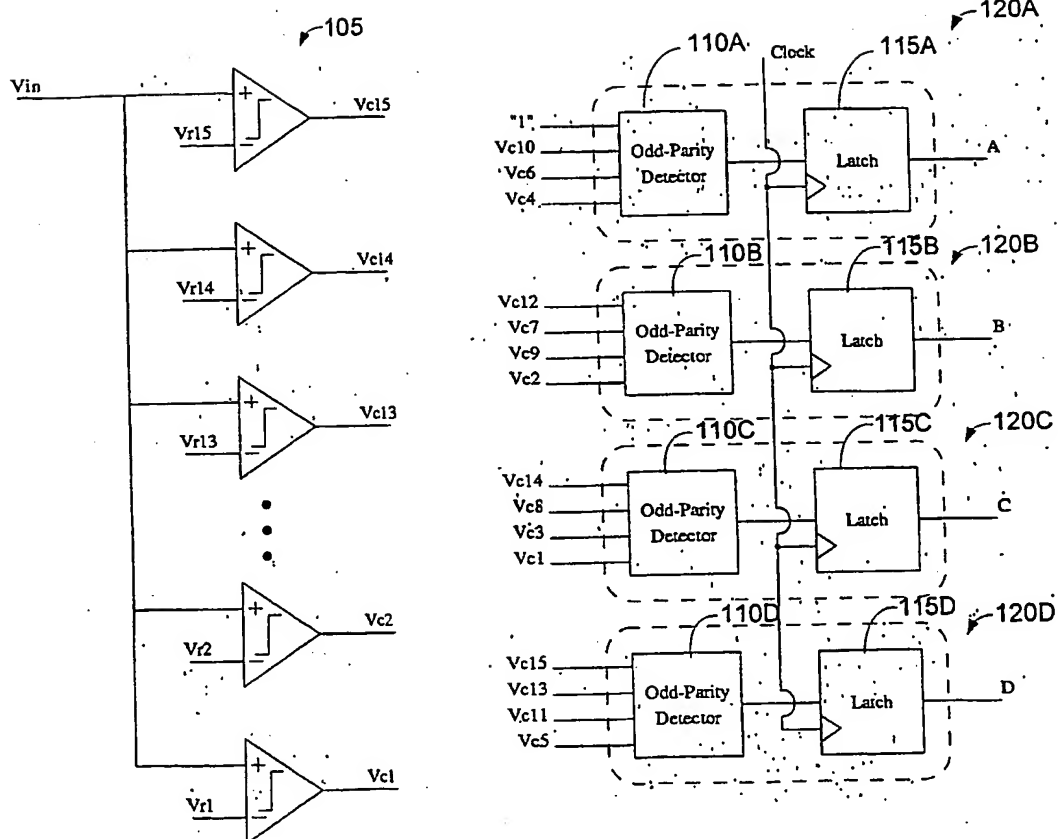 105
Vin
Vc15
Vr15
Vc14
Vr14
Vc13
Vr13
Vc2
Vr2
Vc1
Vr1
120A
110A
Clock
115A
"1"
Vc10
Vc6
Vc4
Odd-Parity
Detector
Latch
A
110B
115B
120B
Vc12
Vc7
Vc9
Vc2
Odd-Parity
Detector
Latch
B
110C
115C
120C
Vc14
Vc8
Vc3
Vc1
Odd-Parity
Detector
Latch
C
110D
115D
120D
Vc15
Vc13
Vc11
Vc5
Odd-Parity
Detector
Latch
D